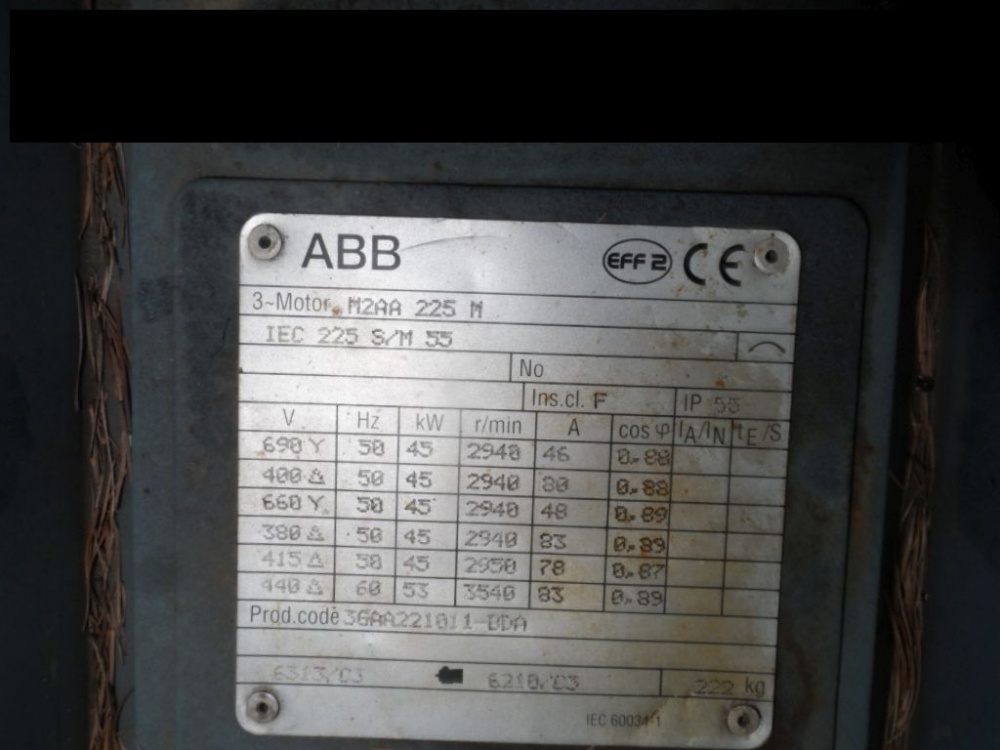 ABB EFF2 CE
3~Motor M2AA 225 M
IEC 225 S/M 55
No
Ins.cl. F IP 55
V Hz kW r/min A cos φ IA/IN tE/S
690 Y 50 45 2940 46 0.88
400 Δ 50 45 2940 80 0.88
660 Y 50 45 2940 48 0.89
380 Δ 50 45 2940 83 0.89
415 Δ 50 45 2950 78 0.87
440 Δ 60 53 3540 83 0.89
Prod.code 3GAA221011-BDA
6313/C3 6210/C3 222 kg
IEC 60034-1